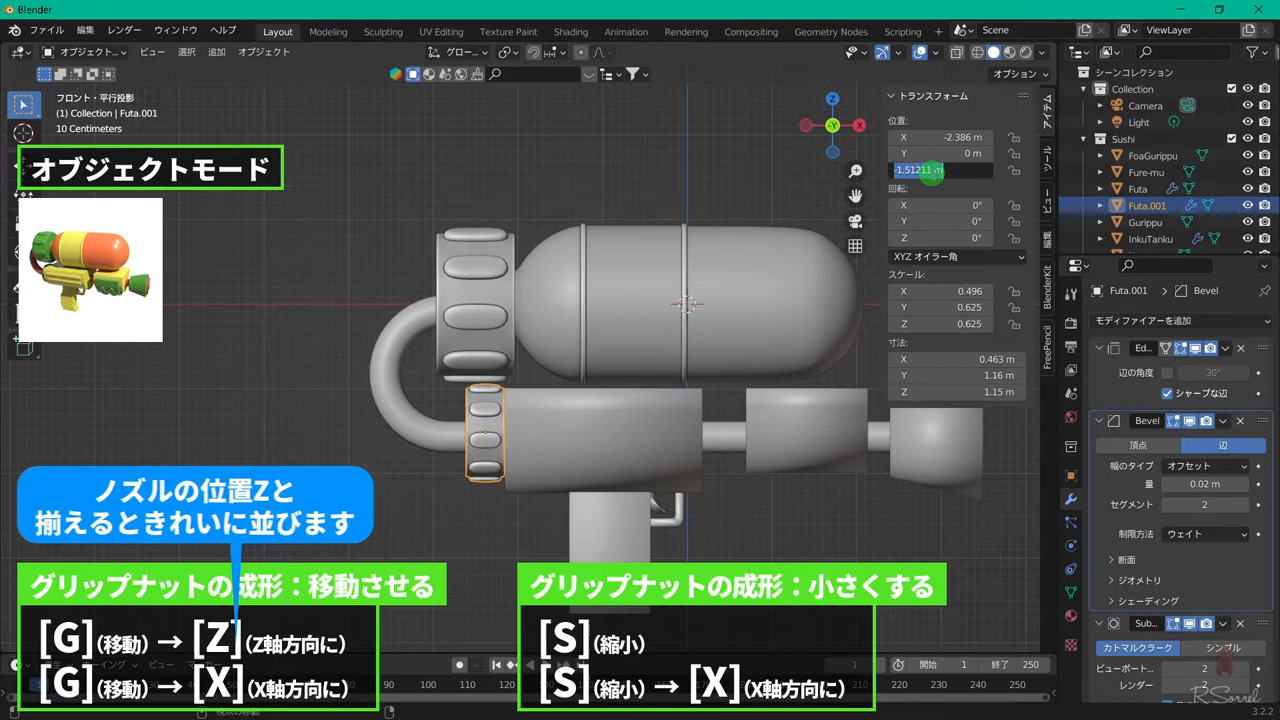 Blender
ファイル 編集 レンダー ウィンドウ ヘルプ Layout Modeling Sculpting UV Editing Texture Paint Shading Animation Rendering Compositing Geometry Nodes Scripting + Scene ViewLayer
オブジェクト... ビュー 選択 追加 オブジェクト グロー...
オプション
フロント・平行投影
(1) Collection | Futa.001
10 Centimeters
オブジェクトモード
Z
X
-Y
トランスフォーム
位置:
X -2.386 m
Y 0 m
-1.51211 m
回転:
X 0°
Y 0°
Z 0°
XYZ オイラー角
スケール:
X 0.496
Y 0.625
Z 0.625
寸法:
X 0.463 m
Y 1.16 m
Z 1.15 m
アイテム
ツール
ビュー
編集
BlenderKit
FreePencil
シーンコレクション
Collection
Camera
Light
Sushi
FoaGurippu
Fure-mu
Futa
Futa.001
Gurippu
InkuTanku
Futa.001 > Bevel
モディファイアーを追加
Ed...
辺の角度 30°
シャープな辺
Bevel
頂点 辺
幅のタイプ オフセット
量 0.02 m
セグメント 2
制限方法 ウェイト
断面
ジオメトリ
シェーディング
Sub...
カトマルクラーク シンプル
ビューポート... 2
レンダー 2
ノズルの位置Zと
揃えるときれいに並びます
グリップナットの成形：移動させる
[G](移動) → [Z](Z軸方向に)
[G](移動) → [X](X軸方向に)
グリップナットの成形：小さくする
[S](縮小)
[S](縮小) → [X](X軸方向に)
1 開始 1 終了 250
90 100 110 120 130 140 150 160 170 180 190 200 210 220 230 240 250
RSorrel
3.2.2